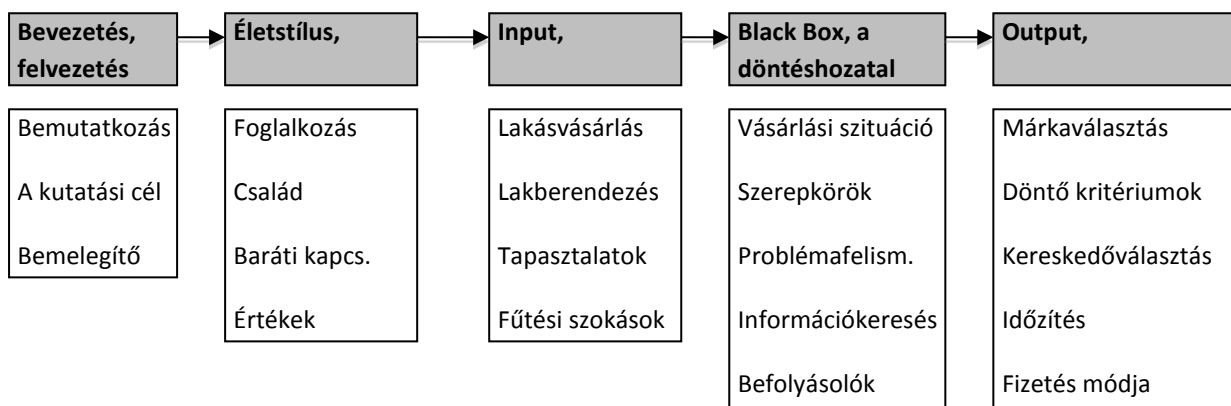 Bevezetés,
felvezetés
Bemutatkozás
A kutatási cél
Bemelegítő
Életstílus,
Foglalkozás
Család
Baráti kapcs.
Értékek
Input,
Lakásvásárlás
Lakberendezés
Tapasztalatok
Fűtési szokások
Black Box, a
döntéshozatal
Vásárlási szituáció
Szerepkörök
Problémafelism.
Információkeresés
Befolyásolók
Output,
Márkaválasztás
Döntő kritériumok
Kereskedőválasztás
Időzítés
Fizetés módja